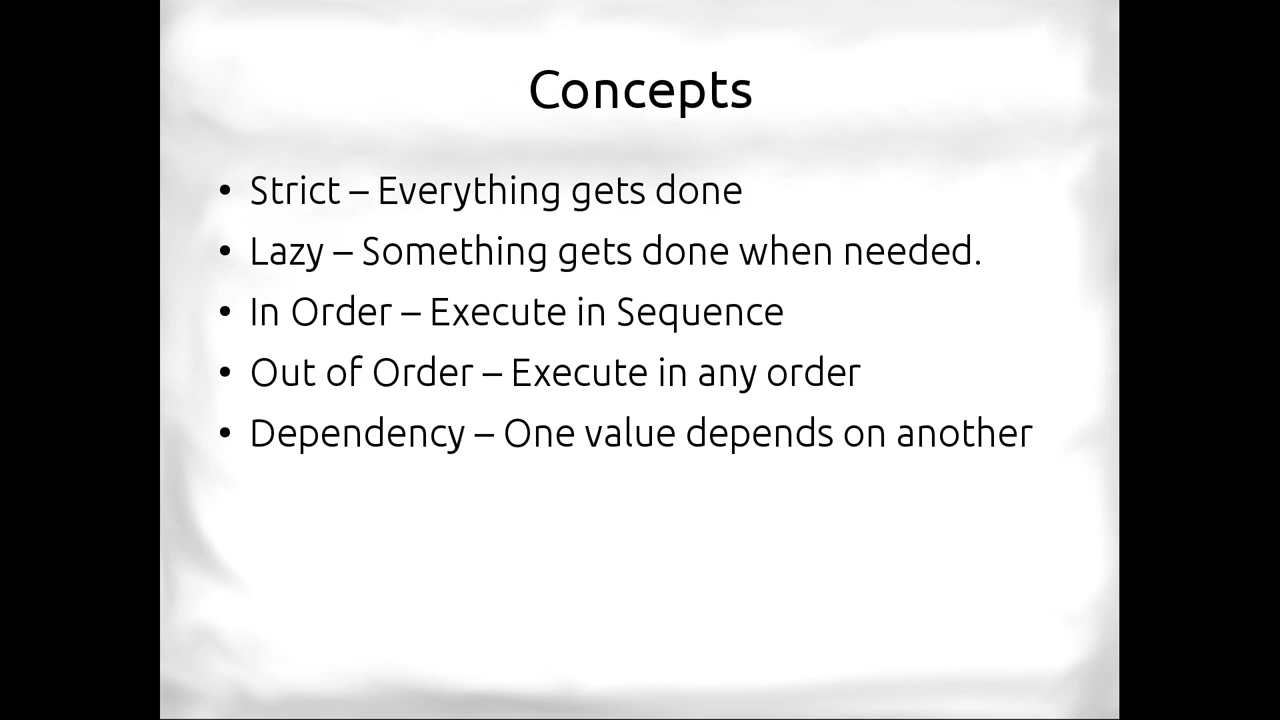 Concepts
• Strict – Everything gets done
• Lazy – Something gets done when needed.
• In Order – Execute in Sequence
• Out of Order – Execute in any order
• Dependency – One value depends on another